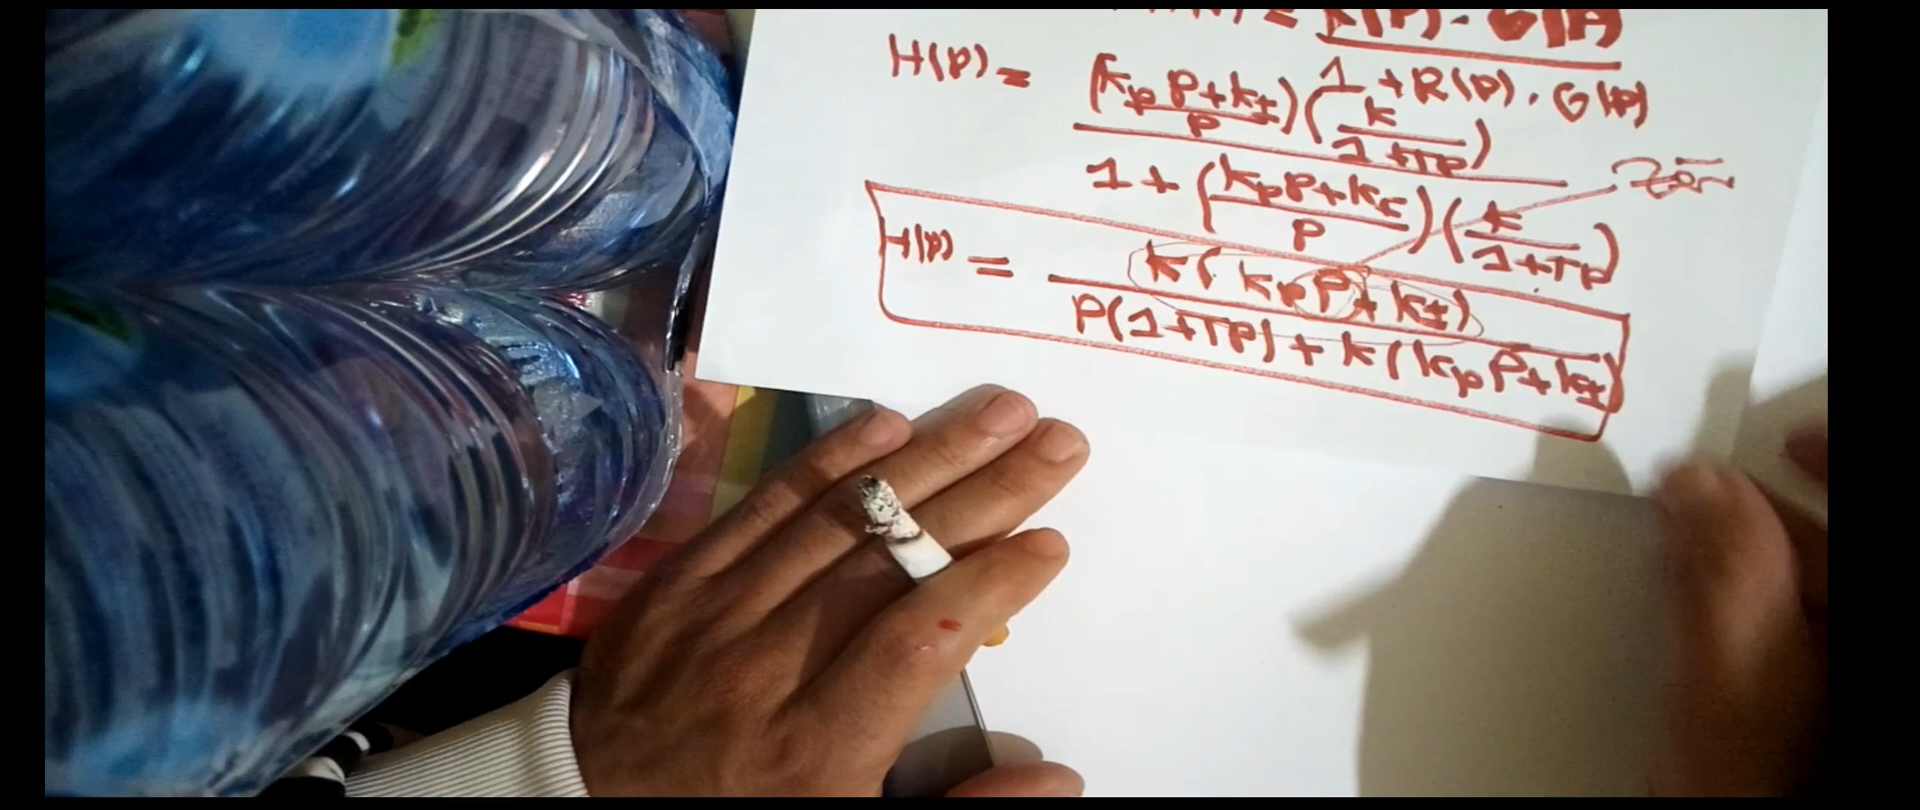 R(P) . G(P)
H(P) = 1 + R(P) . G(P)
(kp P + kI / P)(k / 1 + TP)
1 + (kp P + kI / P)(k / 1 + TP)
H(P) = k(kp P + kI)
P(1 + TP) + k(kp P + kI)